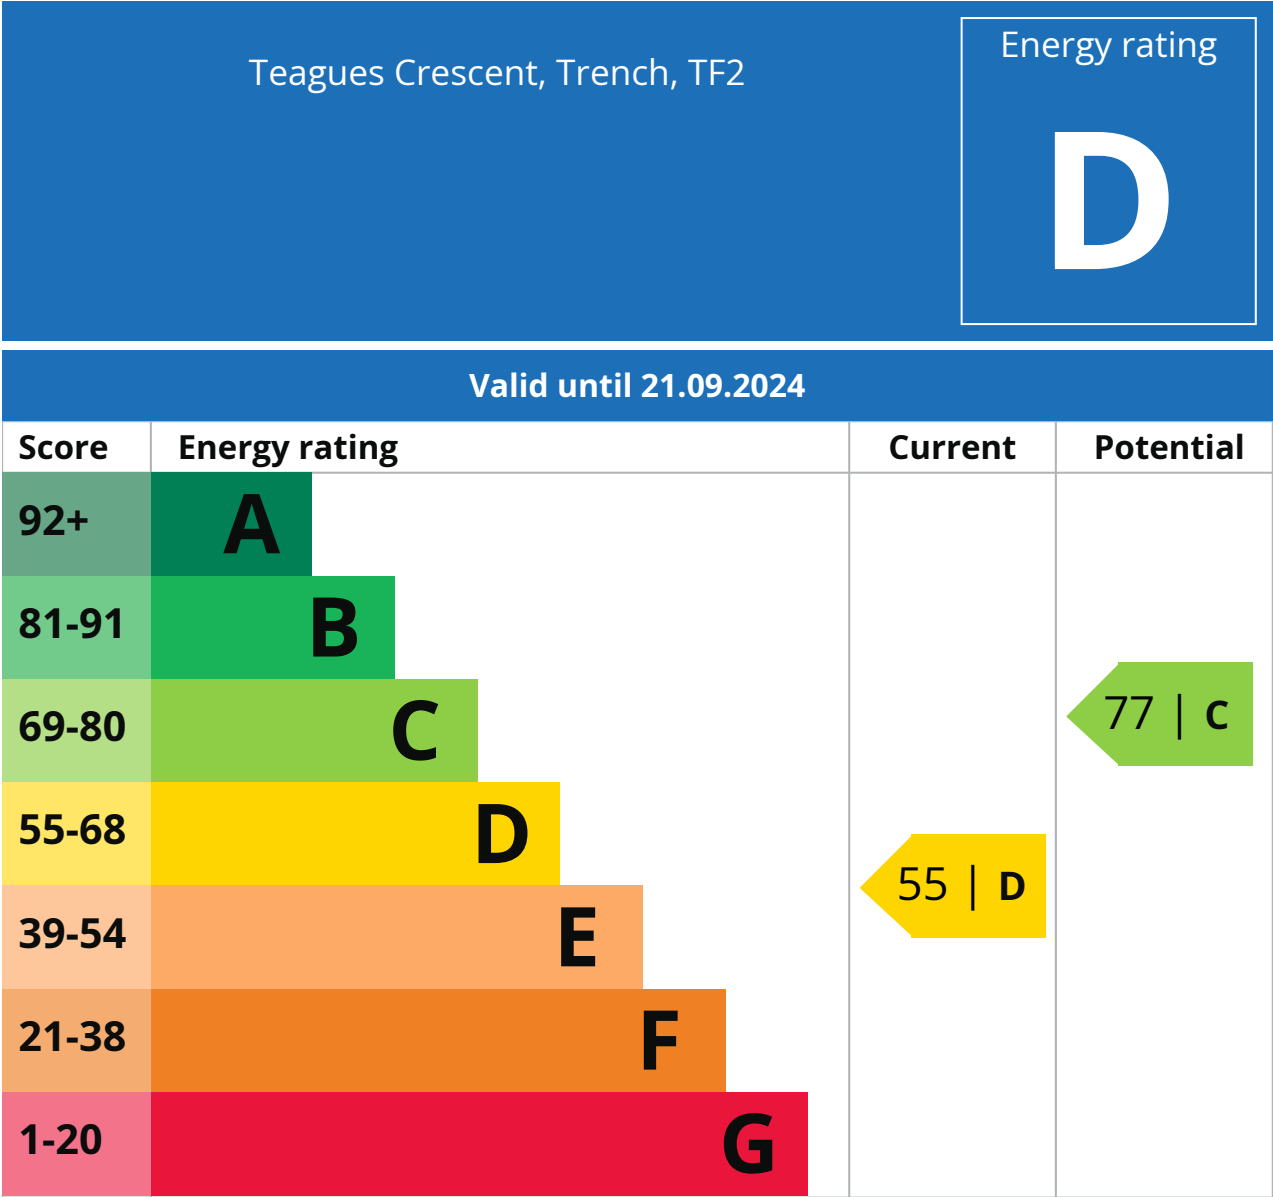 Teagues Crescent, Trench, TF2
Energy rating
D
Valid until 21.09.2024
Score Energy rating Current Potential
92+ A
81-91 B
69-80 C
77 | C
55-68 D
55 | D
39-54 E
21-38 F
1-20 G